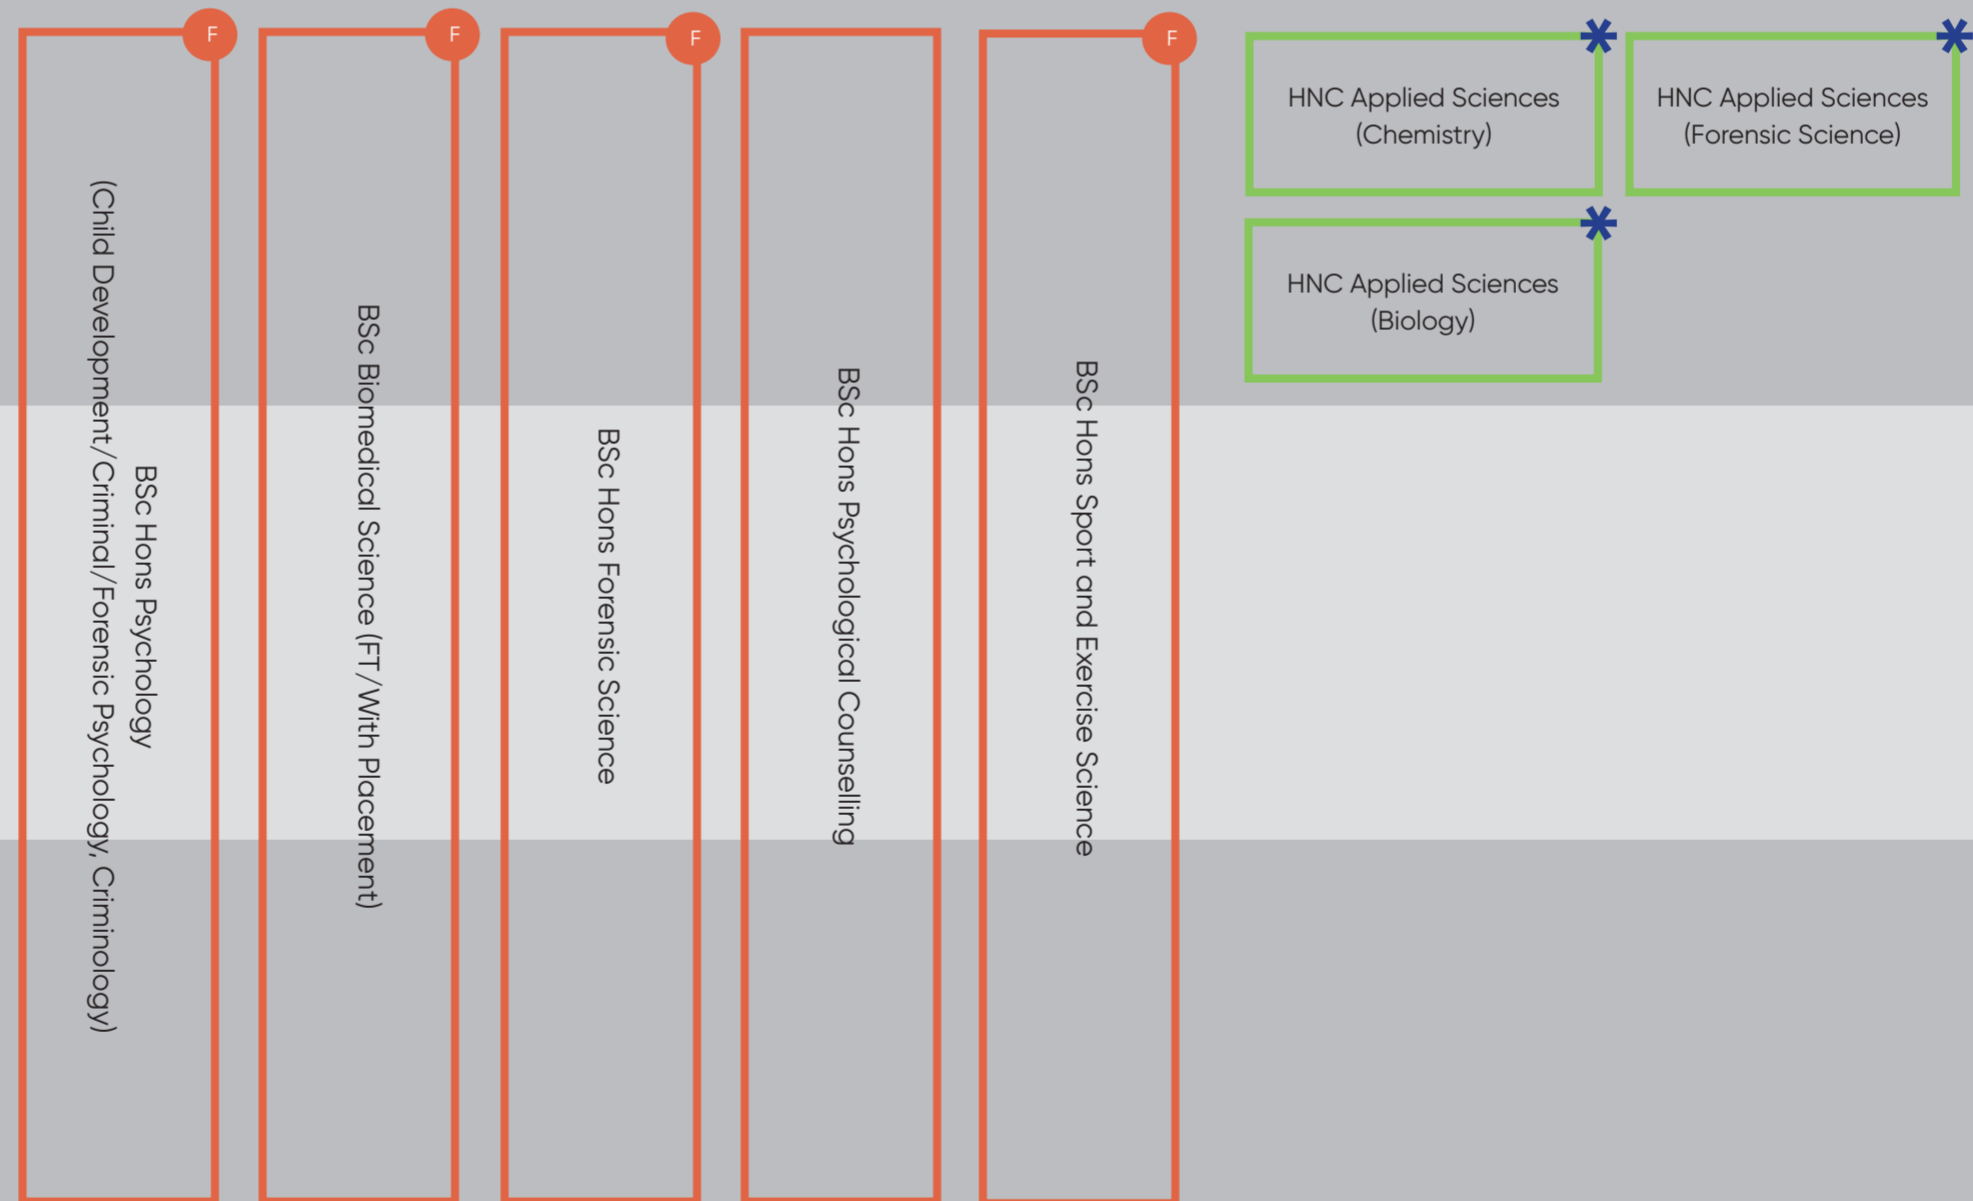 F
BSc Hons Psychology
(Child Development/Criminal/Forensic Psychology, Criminology)
F
BSc Biomedical Science (FT/With Placement)
F
BSc Hons Forensic Science
BSc Hons Psychological Counselling
F
BSc Hons Sport and Exercise Science
HNC Applied Sciences
(Chemistry)
HNC Applied Sciences
(Forensic Science)
HNC Applied Sciences
(Biology)